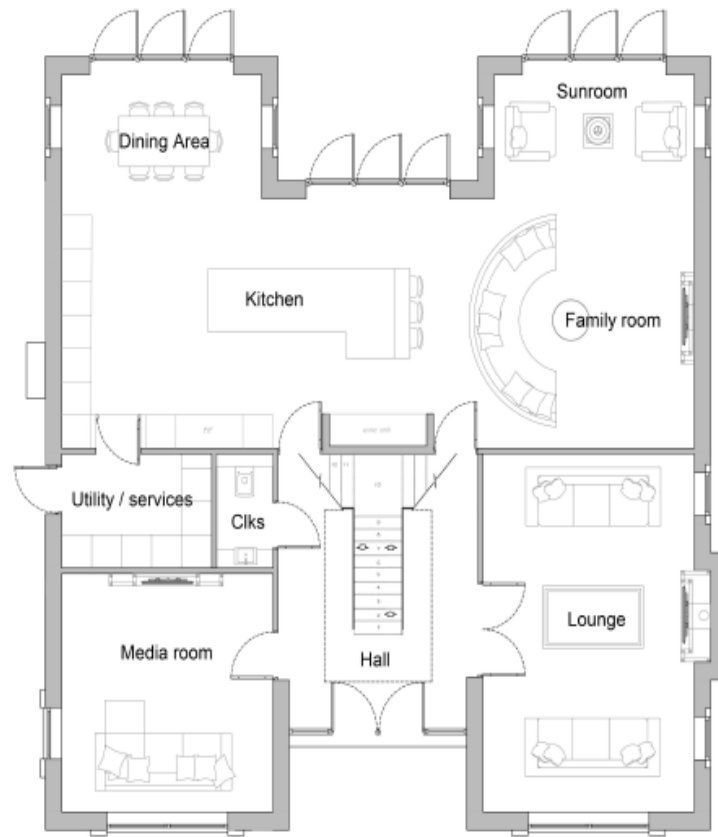 Sunroom
Dining Area
Kitchen
Family room
Utility / services
Clks
Lounge
Media room
Hall